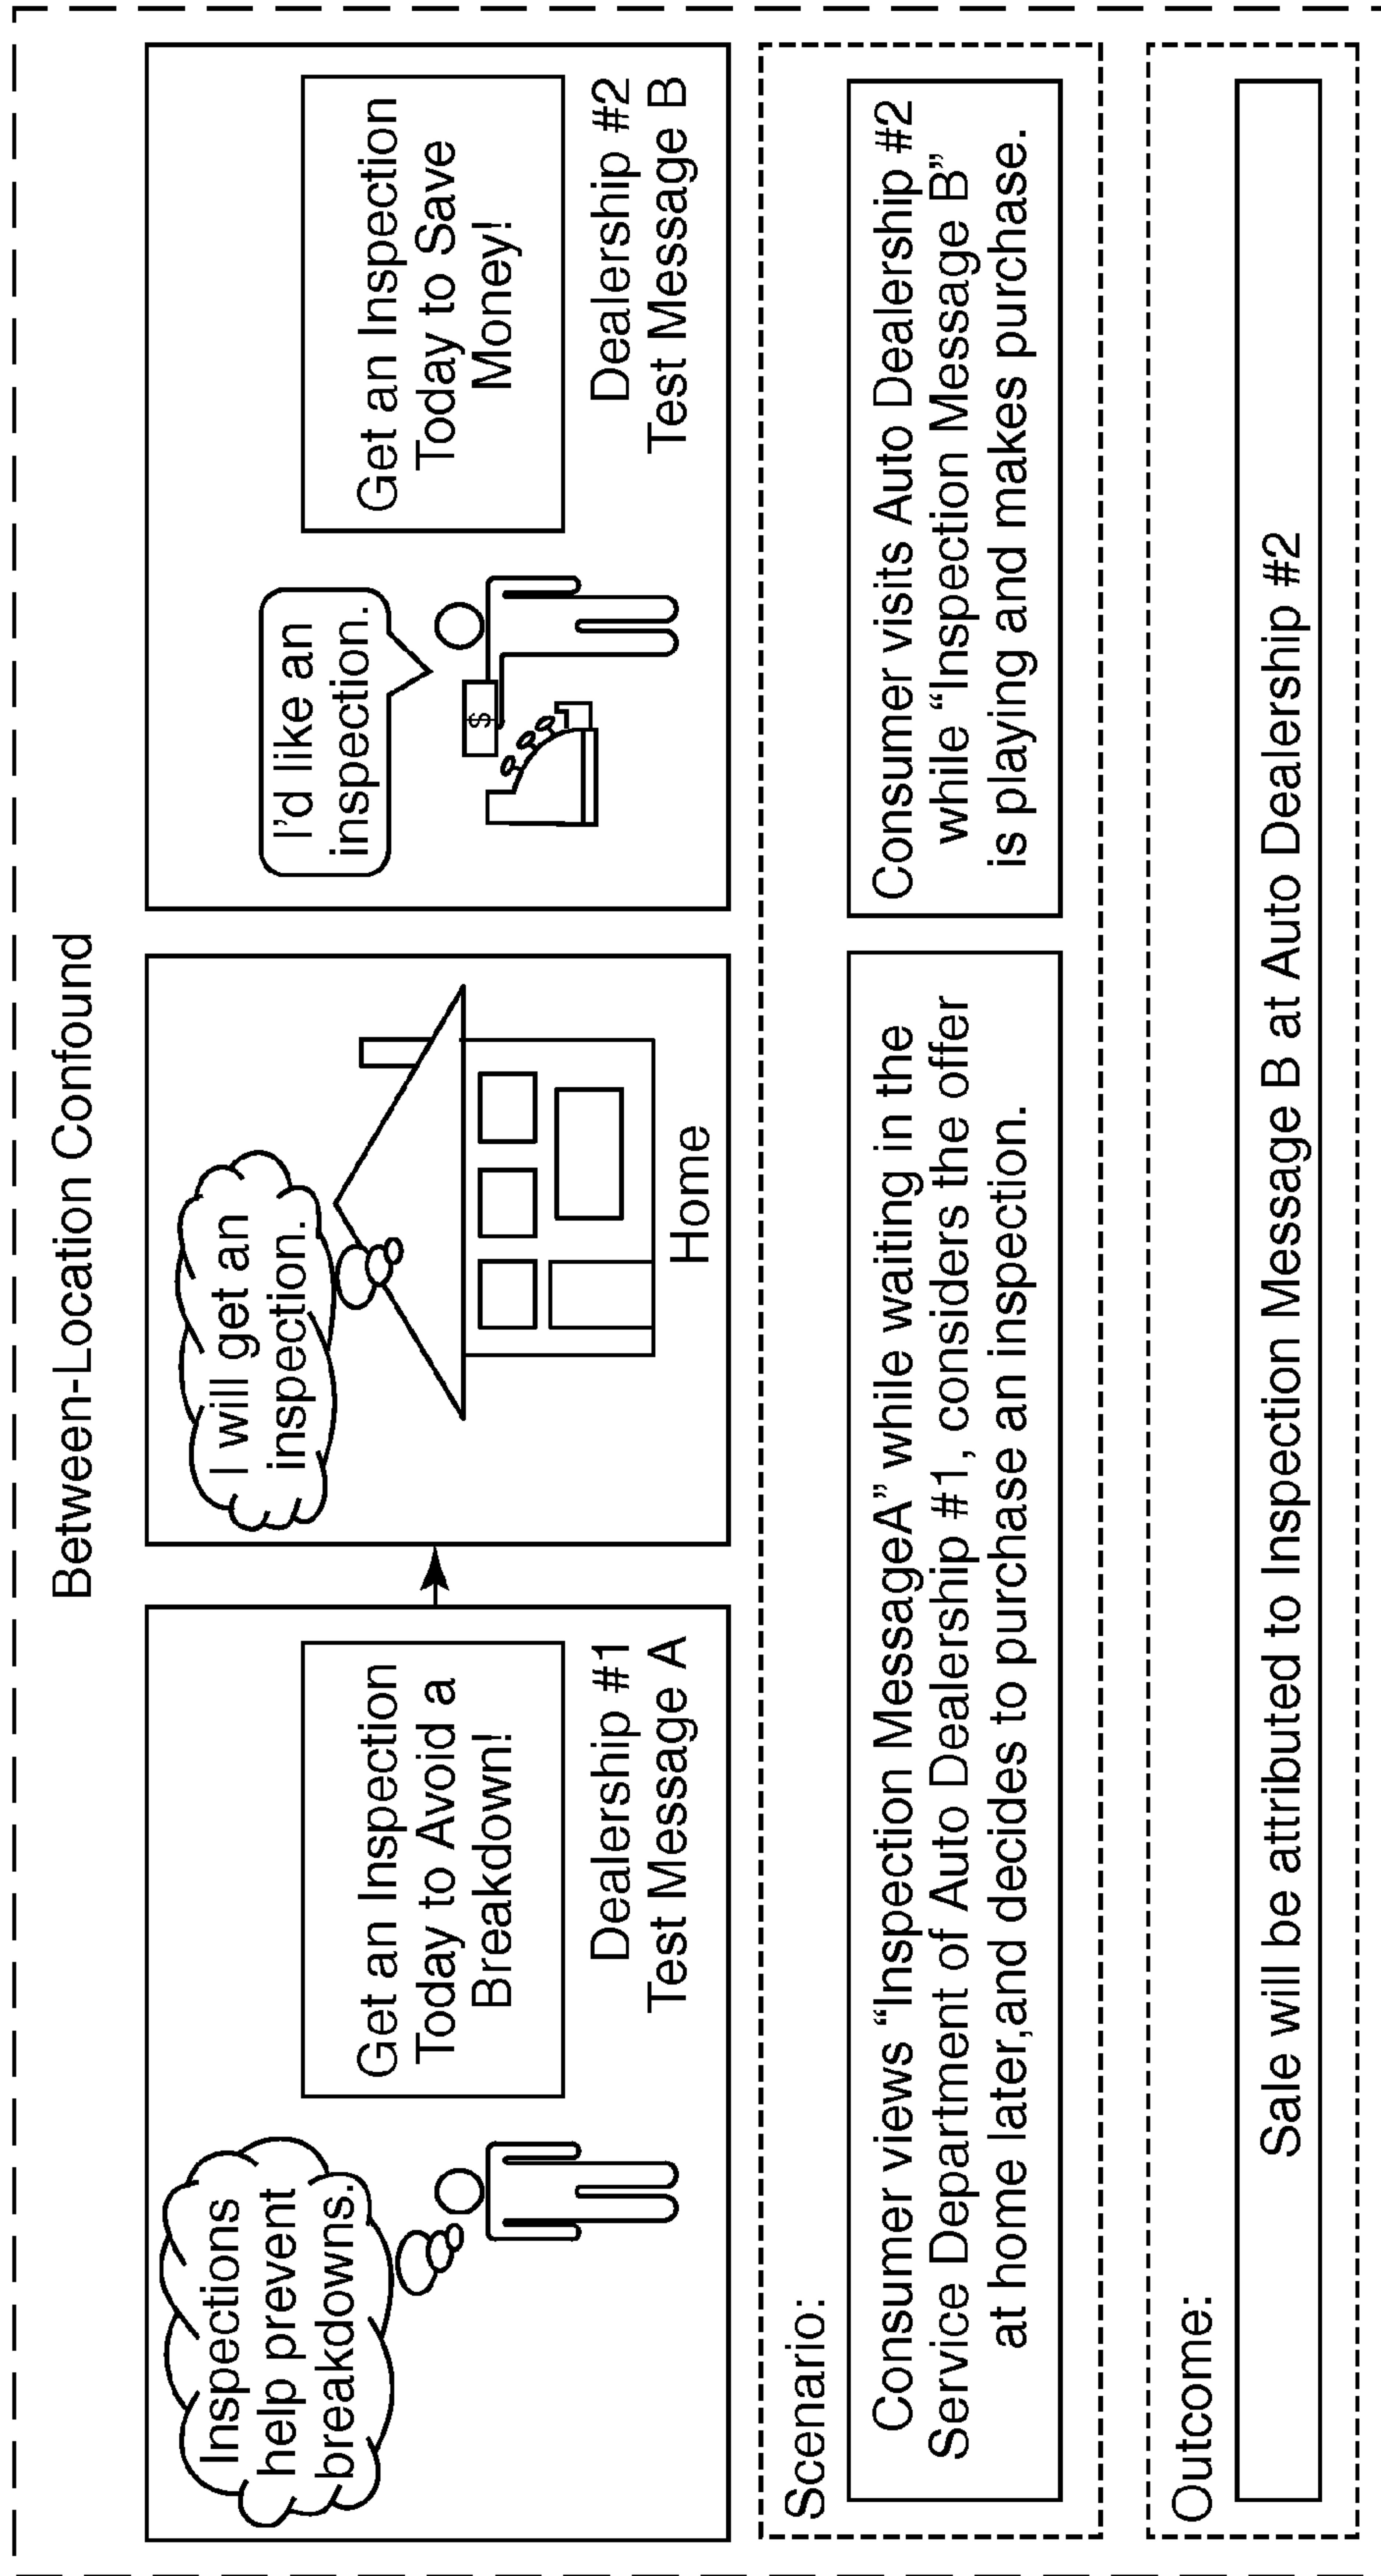 Between-Location Confound
Inspections
help prevent
breakdowns.
Get an Inspection
Today to Avoid a
Breakdown!
Dealership #1
Test Message A
I will get an
inspection.
Home
I'd like an
inspection.
$
Get an Inspection
Today to Save
Money!
Dealership #2
Test Message B
Scenario:
Consumer views “Inspection MessageA” while waiting in the
Service Department of Auto Dealership #1, considers the offer
at home later,and decides to purchase an inspection.
Consumer visits Auto Dealership #2
while “Inspection Message B”
is playing and makes purchase.
Outcome:
Sale will be attributed to Inspection Message B at Auto Dealership #2